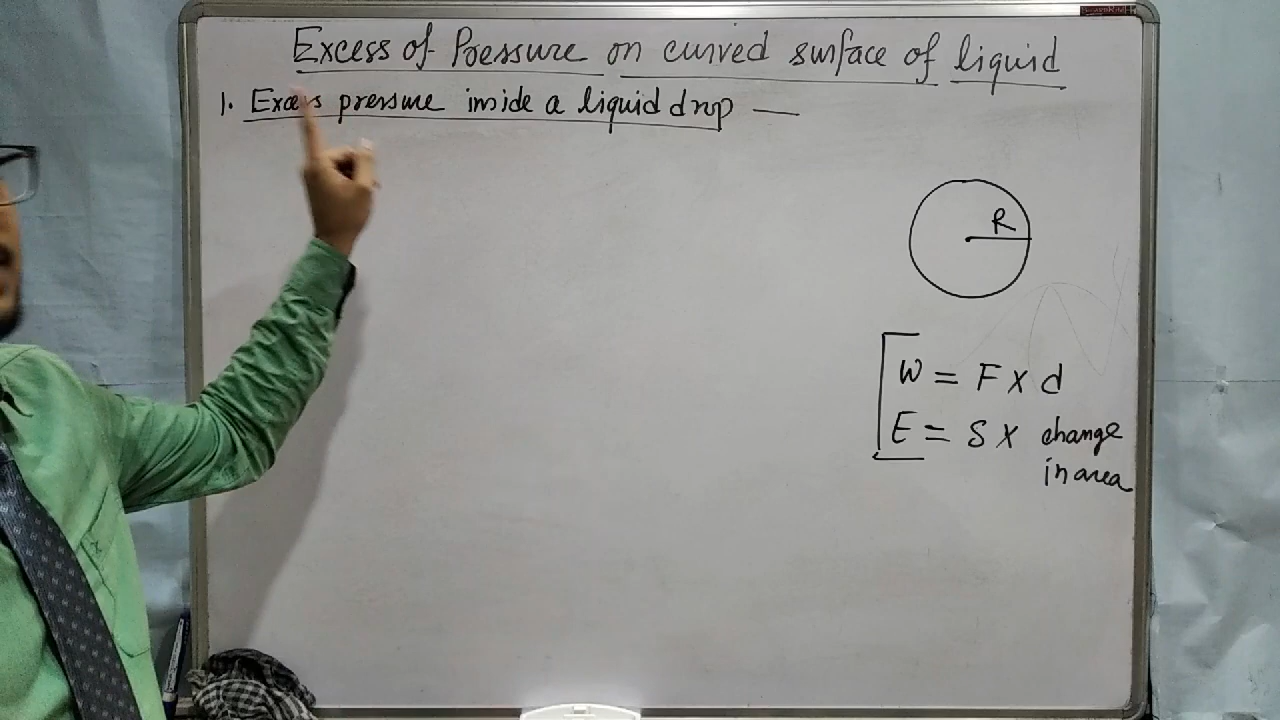 Excess of Pressure on curved surface of liquid
1. Excess pressure inside a liquid drop —
R
W = F x d
E = S x change
in area